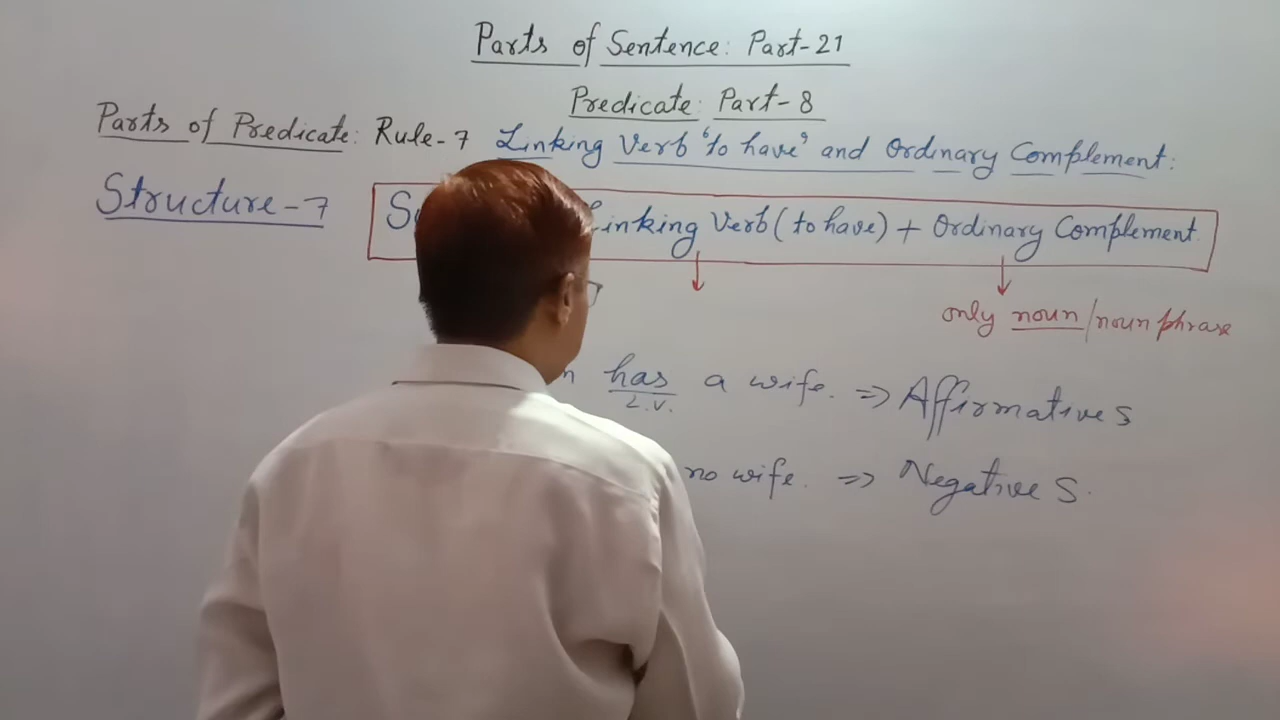 Parts of Sentence: Part-21
Predicate: Part-8
Parts of Predicate: Rule-7 Linking Verb 'to have' and Ordinary Complement:
Structure-7
Linking Verb (to have) + Ordinary Complement
only noun/noun phrase
has a wife. => Affirmative S
L.V.
no wife. => Negative S.